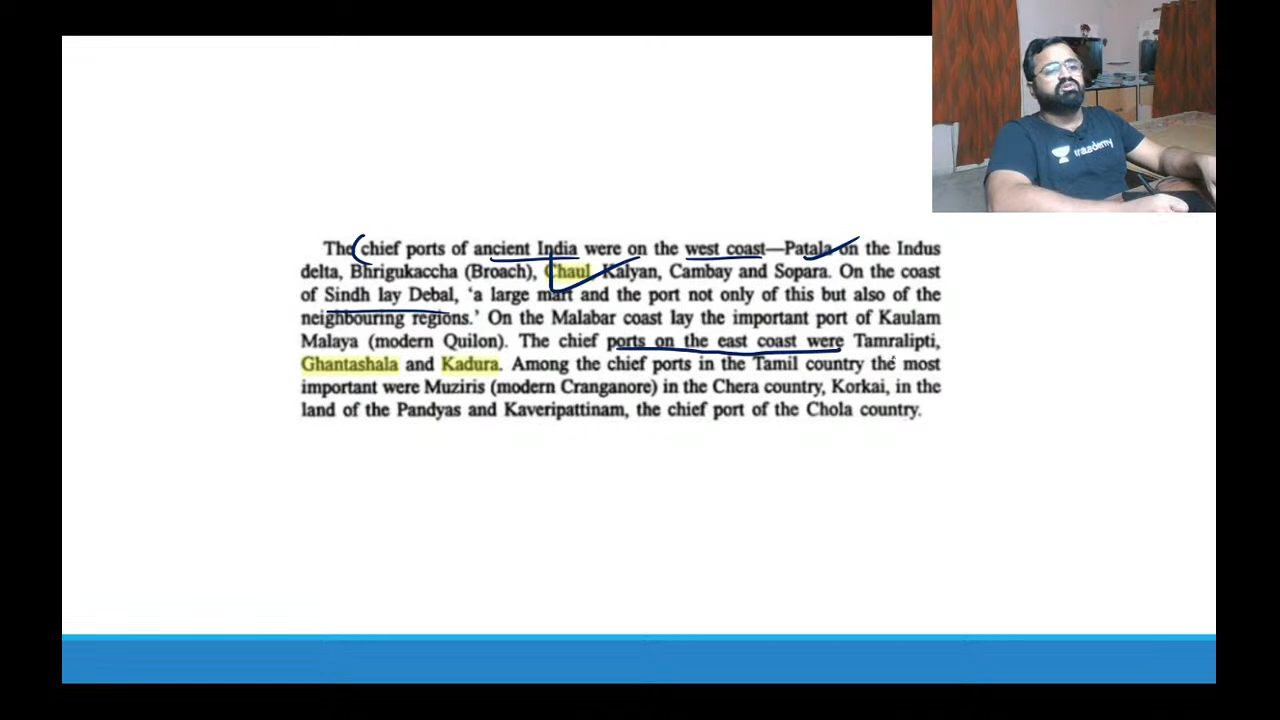 The chief ports of ancient India were on the west coast—Patala on the Indus
delta, Bhrigukaccha (Broach), Chaul, Kalyan, Cambay and Sopara. On the coast
of Sindh lay Debal, 'a large mart and the port not only of this but also of the
neighbouring regions.' On the Malabar coast lay the important port of Kaulam
Malaya (modern Quilon). The chief ports on the east coast were Tamralipti,
Ghantashala and Kadura. Among the chief ports in the Tamil country the most
important were Muziris (modern Cranganore) in the Chera country, Korkai, in the
land of the Pandyas and Kaveripattinam, the chief port of the Chola country.